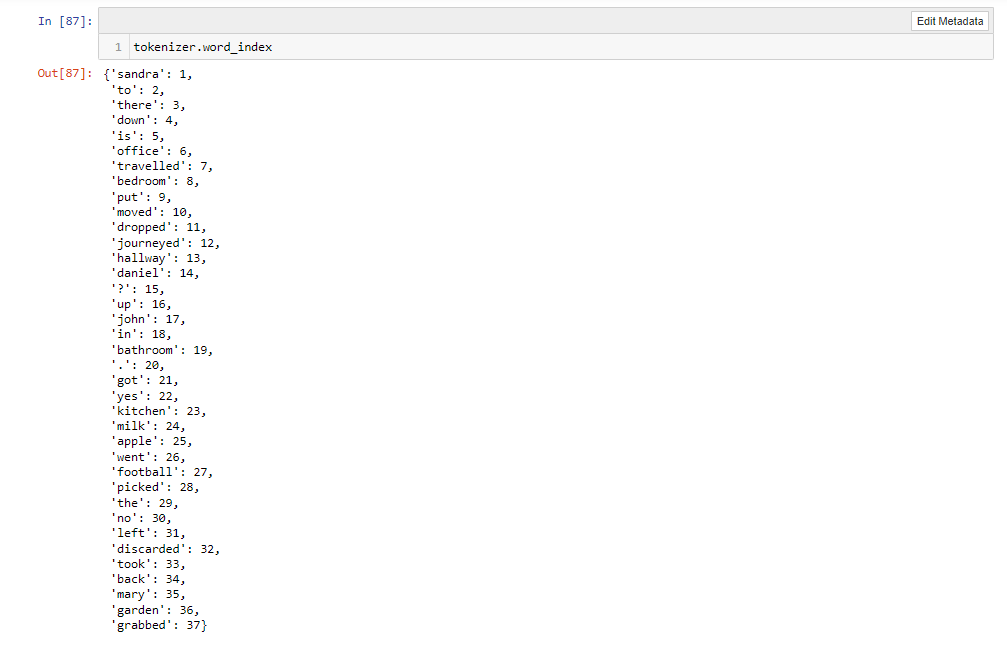 In [87]:
Edit Metadata
1 tokenizer.word_index
Out[87]: {'sandra': 1,
'to': 2,
'there': 3,
'down': 4,
'is': 5,
'office': 6,
'travelled': 7,
'bedroom': 8,
'put': 9,
'moved': 10,
'dropped': 11,
'journeyed': 12,
'hallway': 13,
'daniel': 14,
'?': 15,
'up': 16,
'john': 17,
'in': 18,
'bathroom': 19,
'.': 20,
'got': 21,
'yes': 22,
'kitchen': 23,
'milk': 24,
'apple': 25,
'went': 26,
'football': 27,
'picked': 28,
'the': 29,
'no': 30,
'left': 31,
'discarded': 32,
'took': 33,
'back': 34,
'mary': 35,
'garden': 36,
'grabbed': 37}